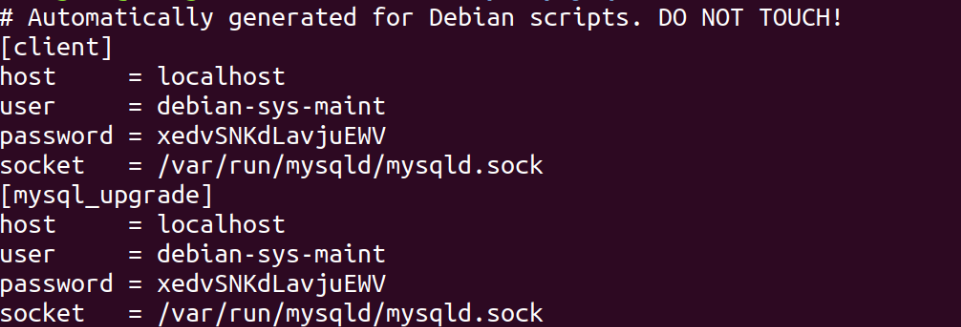 # Automatically generated for Debian scripts. DO NOT TOUCH!
[client]
host     = localhost
user     = debian-sys-maint
password = xedvSNKdLavjuEWV
socket   = /var/run/mysqld/mysqld.sock
[mysql_upgrade]
host     = localhost
user     = debian-sys-maint
password = xedvSNKdLavjuEWV
socket   = /var/run/mysqld/mysqld.sock